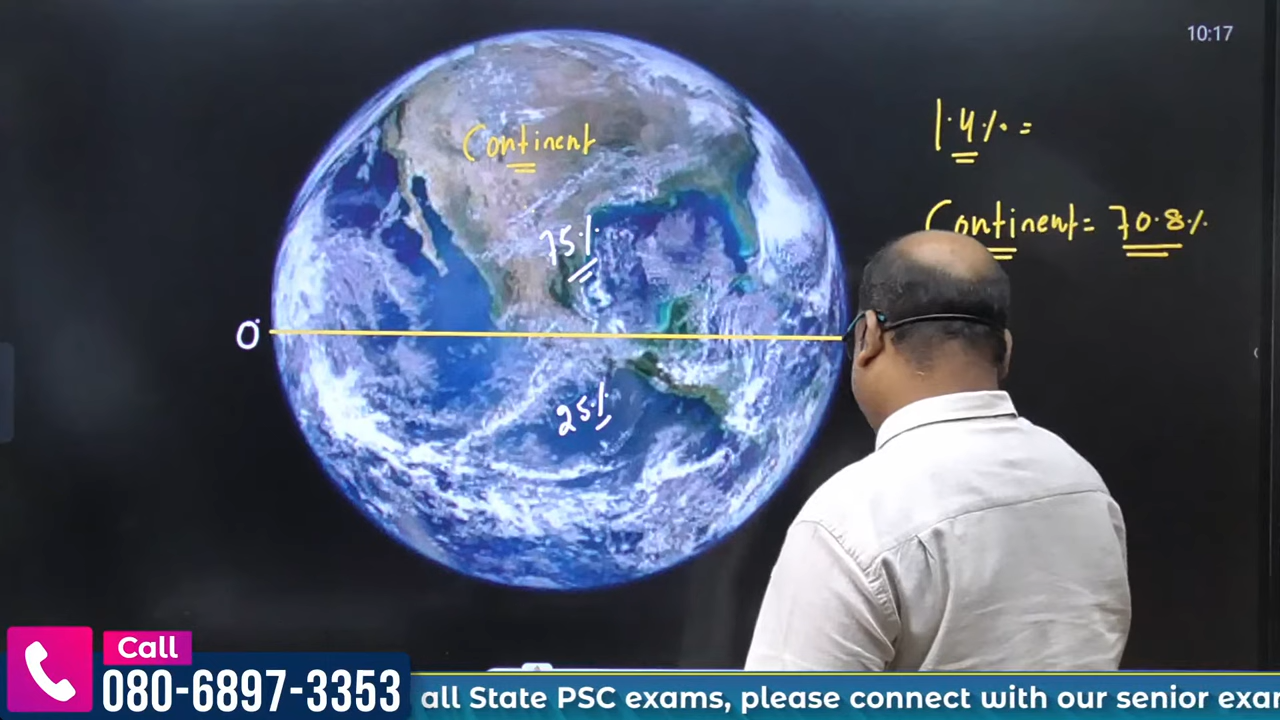 10:17
1.4% =
Continent
Continent = 70.8%
75%
0°
25%
Call
080-6897-3353
all State PSC exams, please connect with our senior exa